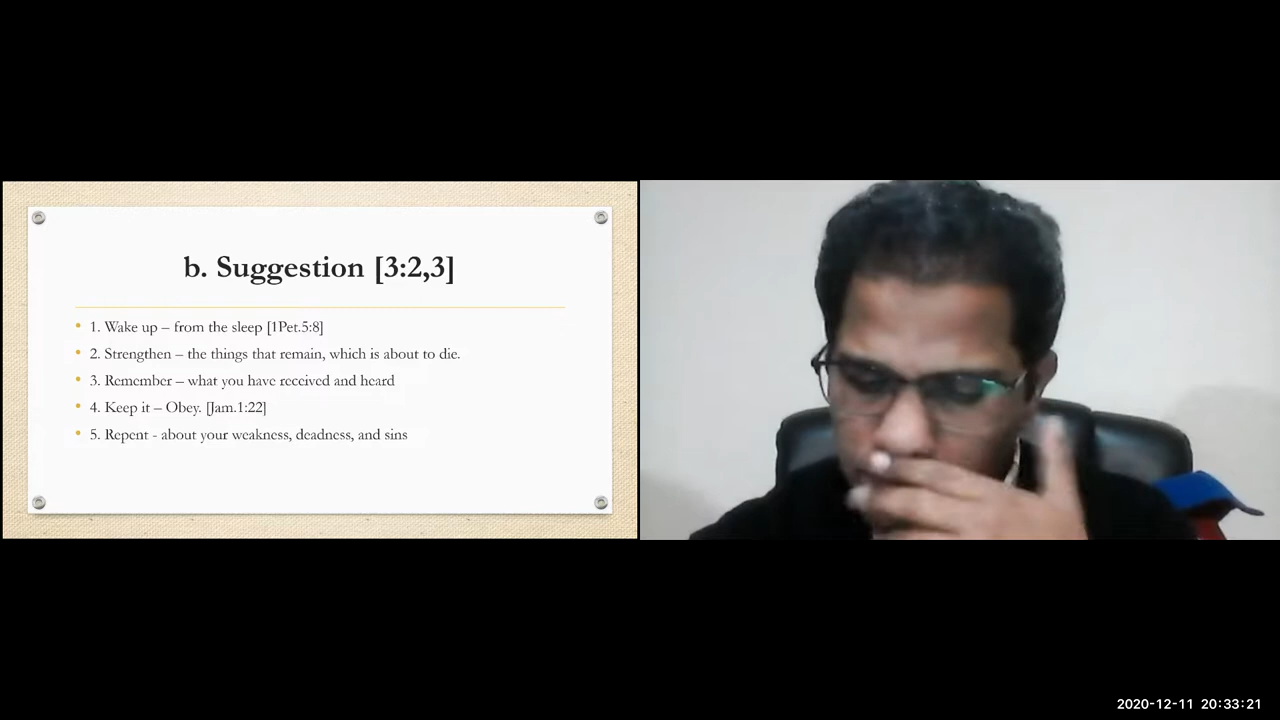 b. Suggestion [3:2,3]
• 1. Wake up – from the sleep [1Pet.5:8]
• 2. Strengthen – the things that remain, which is about to die.
• 3. Remember – what you have received and heard
• 4. Keep it – Obey. [Jam.1:22]
• 5. Repent - about your weakness, deadness, and sins
2020-12-11 20:33:21